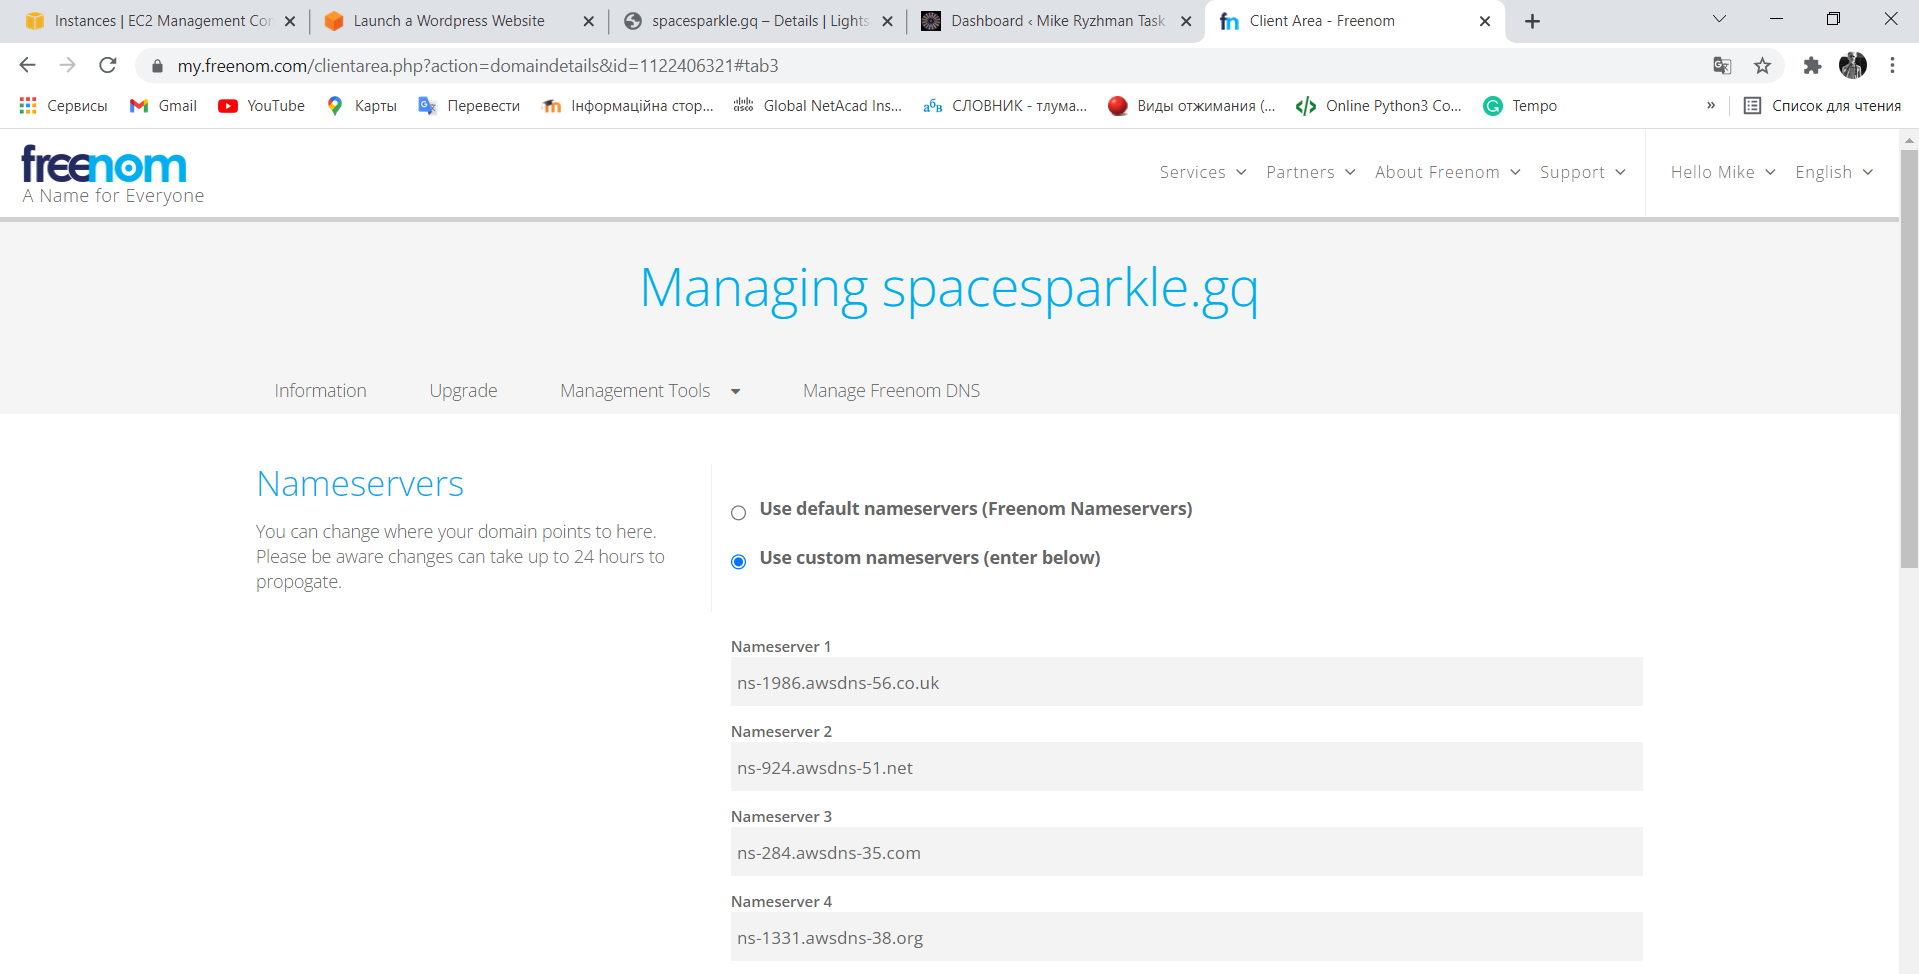 Instances | EC2 Management Con
Launch a Wordpress Website
spacesparkle.gq – Details | Lights
Dashboard ‹ Mike Ryzhman Task
Client Area - Freenom
my.freenom.com/clientarea.php?action=domaindetails&id=1122406321#tab3
Сервисы
Gmail
YouTube
Карты
Перевести
Інформаційна стор...
Global NetAcad Ins...
СЛОВНИК - тлума...
Виды отжимания (...
Online Python3 Co...
Tempo
»
Список для чтения
freenom
A Name for Everyone
Services
Partners
About Freenom
Support
Hello Mike
English
Managing spacesparkle.gq
Information
Upgrade
Management Tools
Manage Freenom DNS
Nameservers
You can change where your domain points to here.
Please be aware changes can take up to 24 hours to
propogate.
Use default nameservers (Freenom Nameservers)
Use custom nameservers (enter below)
Nameserver 1
ns-1986.awsdns-56.co.uk
Nameserver 2
ns-924.awsdns-51.net
Nameserver 3
ns-284.awsdns-35.com
Nameserver 4
ns-1331.awsdns-38.org